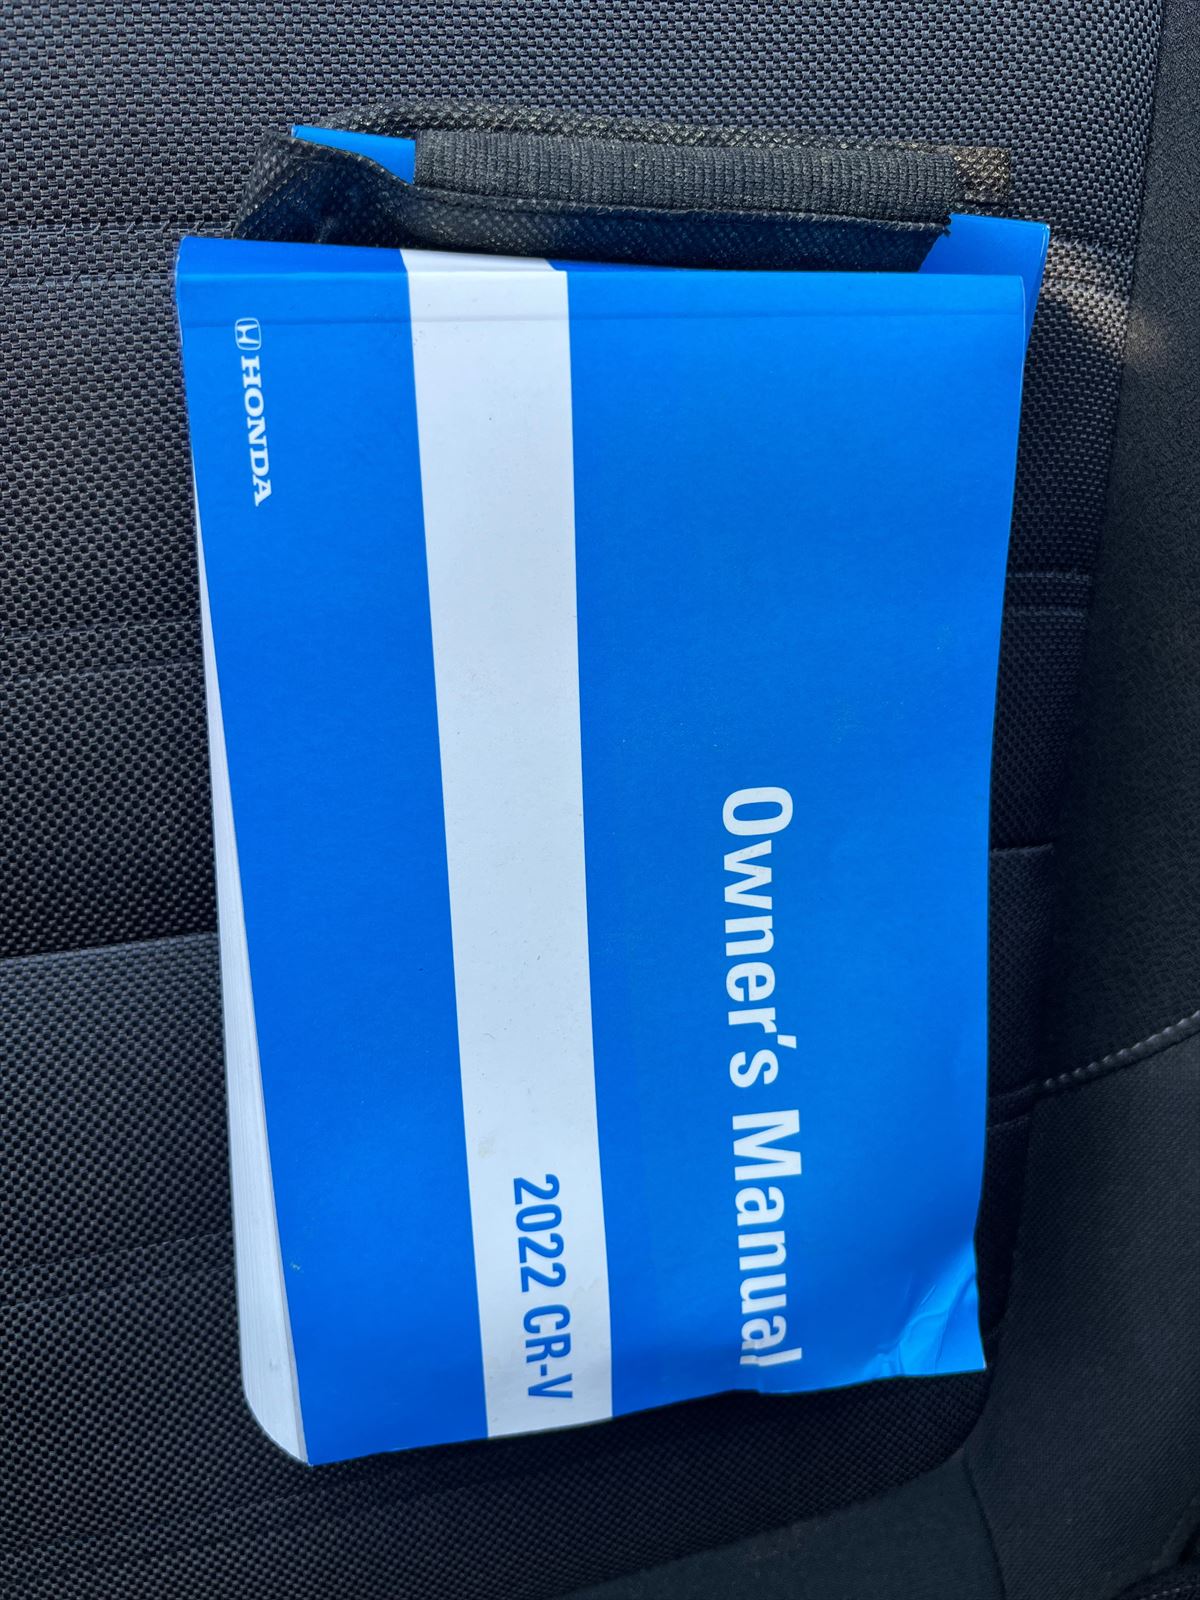 Owner's Manual
2022 CR-V
HONDA